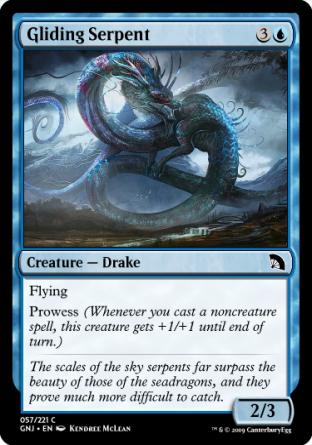 Gliding Serpent 3
Creature — Drake
Flying
Prowess (Whenever you cast a noncreature
spell, this creature gets +1/+1 until end of
turn.)
The scales of the sky serpents far surpass the
beauty of those of the seadragons, and they
prove much more difficult to catch.
2/3
057/221 C
GNJ • EN Kendree McLean
™ & © 2019 CanterburyEgg